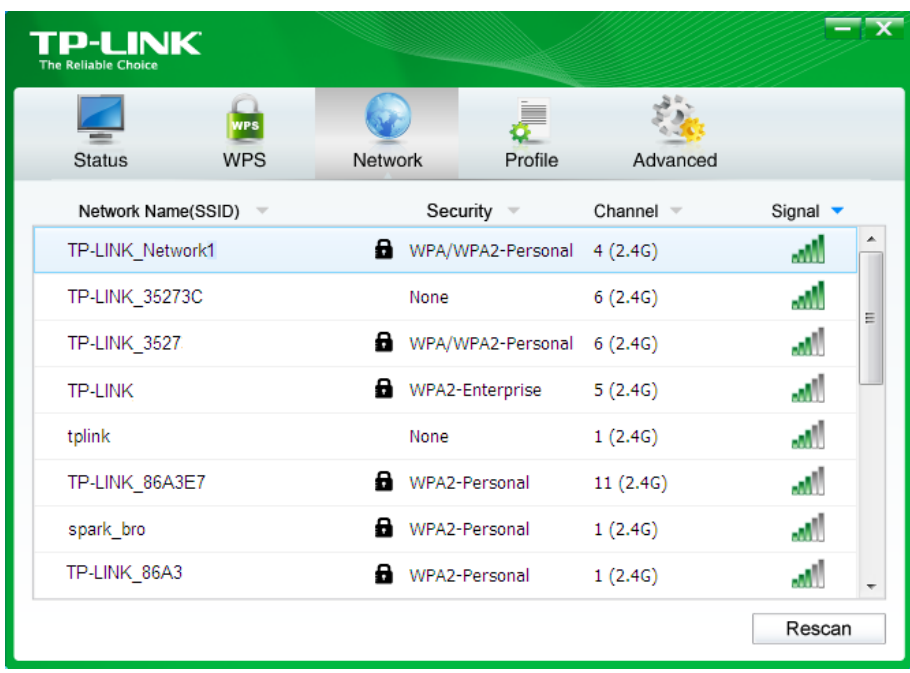 TP-LINK
The Reliable Choice
WPS
Status WPS Network Profile Advanced
Network Name(SSID) Security Channel Signal
TP-LINK_Network1 WPA/WPA2-Personal 4 (2.4G)
TP-LINK_35273C None 6 (2.4G)
TP-LINK_3527 WPA/WPA2-Personal 6 (2.4G)
TP-LINK WPA2-Enterprise 5 (2.4G)
tplink None 1 (2.4G)
TP-LINK_86A3E7 WPA2-Personal 11 (2.4G)
spark_bro WPA2-Personal 1 (2.4G)
TP-LINK_86A3 WPA2-Personal 1 (2.4G)
Rescan